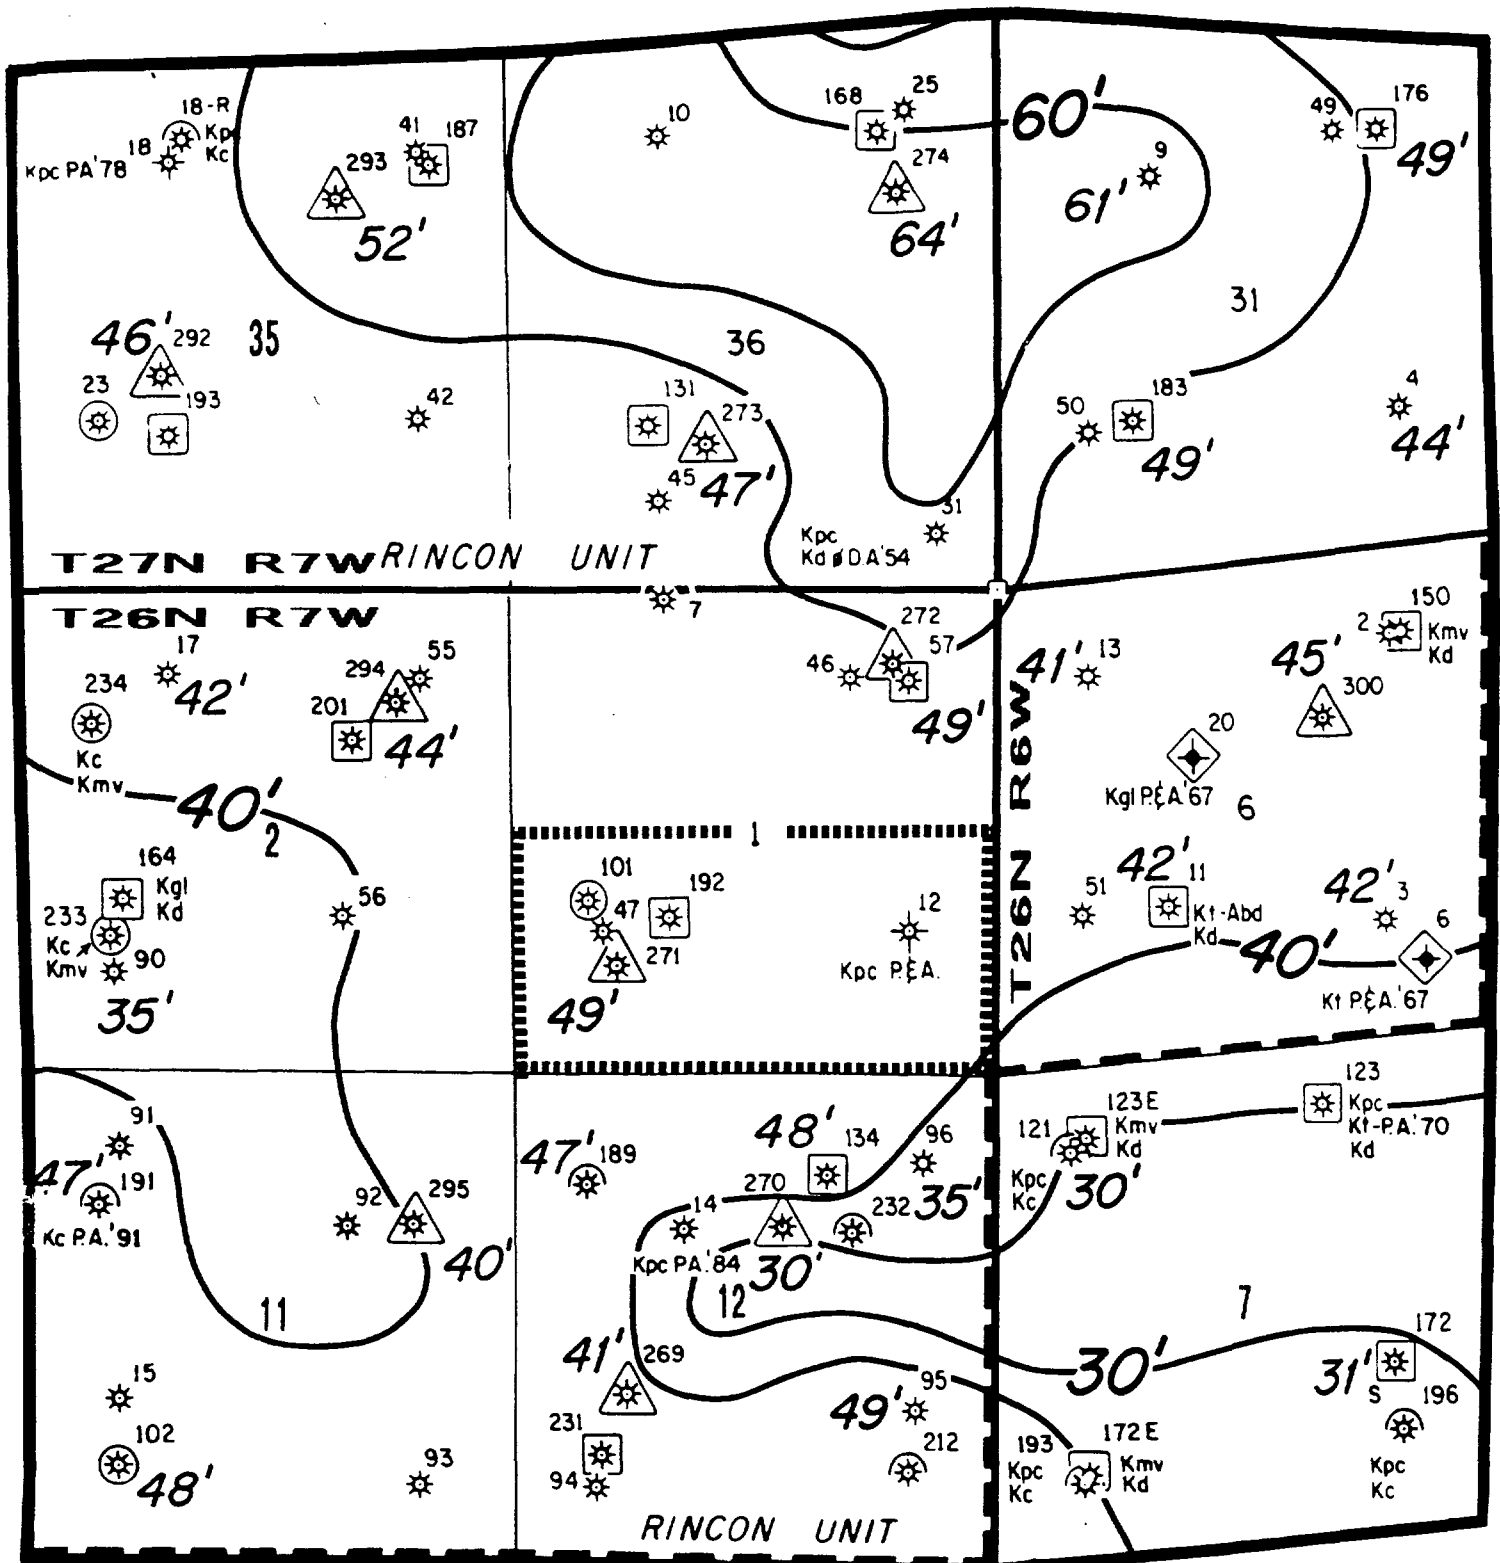 18-R
Kpc
Kc
18
Kpc PA'78
41
187
293
52'
10
168
25
60'
274
64'
9
61'
49
176
49'
46'
292
35
23
193
42
36
131
273
45
47'
31
50
183
49'
4
44'
31
Kpc
Kd ø D.A'54
T27N R7W
RINCON UNIT
T26N R7W
7
17
42'
234
Kc
Kmv
294
55
201
44'
272
46
57
49'
T26N R6W
41'
13
45'
300
2
150
Kmv
Kd
20
Kgl P.&A.'67
6
40'
2
1
164
Kgl
Kd
233
Kc
Kmv
90
35'
56
101
192
47
271
49'
12
Kpc P.&A.
51
42'
11
Kt-Abd
Kd
42'
3
6
40'
Kt P.&A.'67
91
47'
191
Kc P.A.'91
92
295
40'
11
47'
189
48'
134
96
270
232
35'
14
Kpc PA.'84
30'
12
123E
Kmv
Kd
121
Kpc
Kc
30'
123
Kpc
Kt-P.A.'70
Kd
7
30'
172
31'
S
196
Kpc
Kc
15
102
48'
93
41'
269
231
94
49'
95
212
193
Kpc
Kc
172E
Kmv
Kd
RINCON UNIT